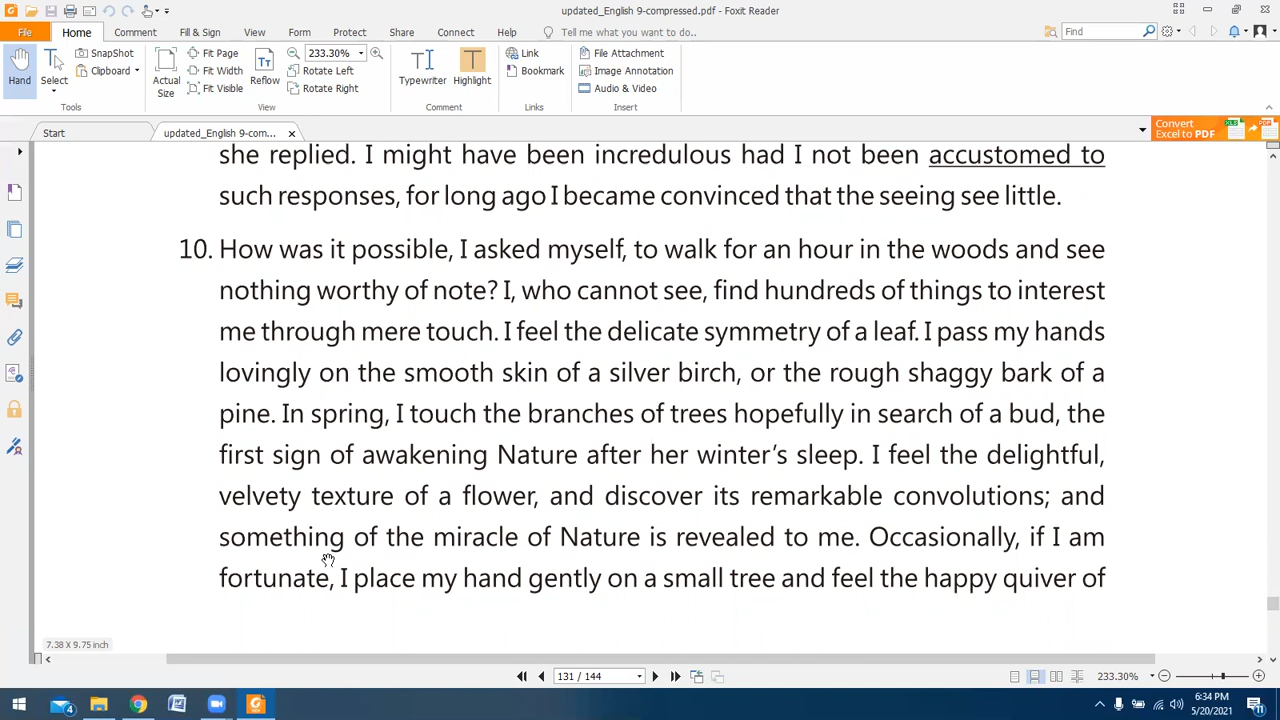 updated_English 9-compressed.pdf - Foxit Reader
File Home Comment Fill & Sign View Form Protect Share Connect Help Tell me what you want to do.. Find
Hand Select SnapShot Clipboard Actual Size Fit Page Fit Width Fit Visible Reflow 233.30% Rotate Left Rotate Right Typewriter Highlight Link Bookmark File Attachment Image Annotation Audio & Video
Tools View Comment Links Insert
Start updated_English 9-com... Convert Excel to PDF
she replied. I might have been incredulous had I not been accustomed to
such responses, for long ago I became convinced that the seeing see little.
10. How was it possible, I asked myself, to walk for an hour in the woods and see
nothing worthy of note? I, who cannot see, find hundreds of things to interest
me through mere touch. I feel the delicate symmetry of a leaf. I pass my hands
lovingly on the smooth skin of a silver birch, or the rough shaggy bark of a
pine. In spring, I touch the branches of trees hopefully in search of a bud, the
first sign of awakening Nature after her winter's sleep. I feel the delightful,
velvety texture of a flower, and discover its remarkable convolutions; and
something of the miracle of Nature is revealed to me. Occasionally, if I am
fortunate, I place my hand gently on a small tree and feel the happy quiver of
7.38 X 9.75 inch
131 / 144 233.30%
6:34 PM
5/20/2021